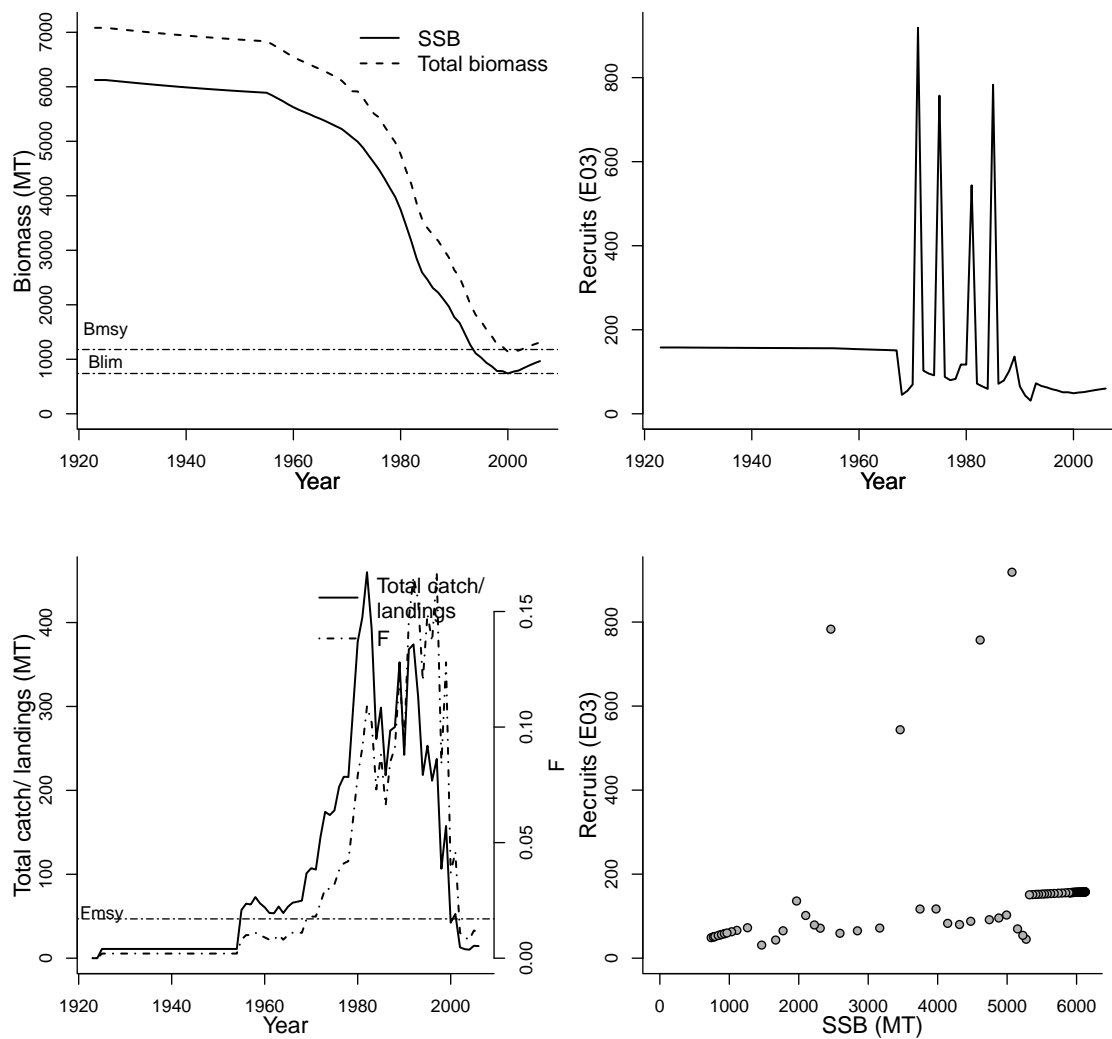 7000
6000
5000
4000
3000
2000
1000
0
Biomass (MT)
SSB
Total biomass
Bmsy
Blim
1920 1940 1960 1980 2000
Year
800
600
400
200
0
Recruits (E03)
1920 1940 1960 1980 2000
Year
400
300
200
100
0
Total catch/ landings (MT)
Total catch/
landings
F
Emsy
0.15
0.10
0.05
0.00
F
1920 1940 1960 1980 2000
Year
800
600
400
200
0
Recruits (E03)
0 1000 2000 3000 4000 5000 6000
SSB (MT)